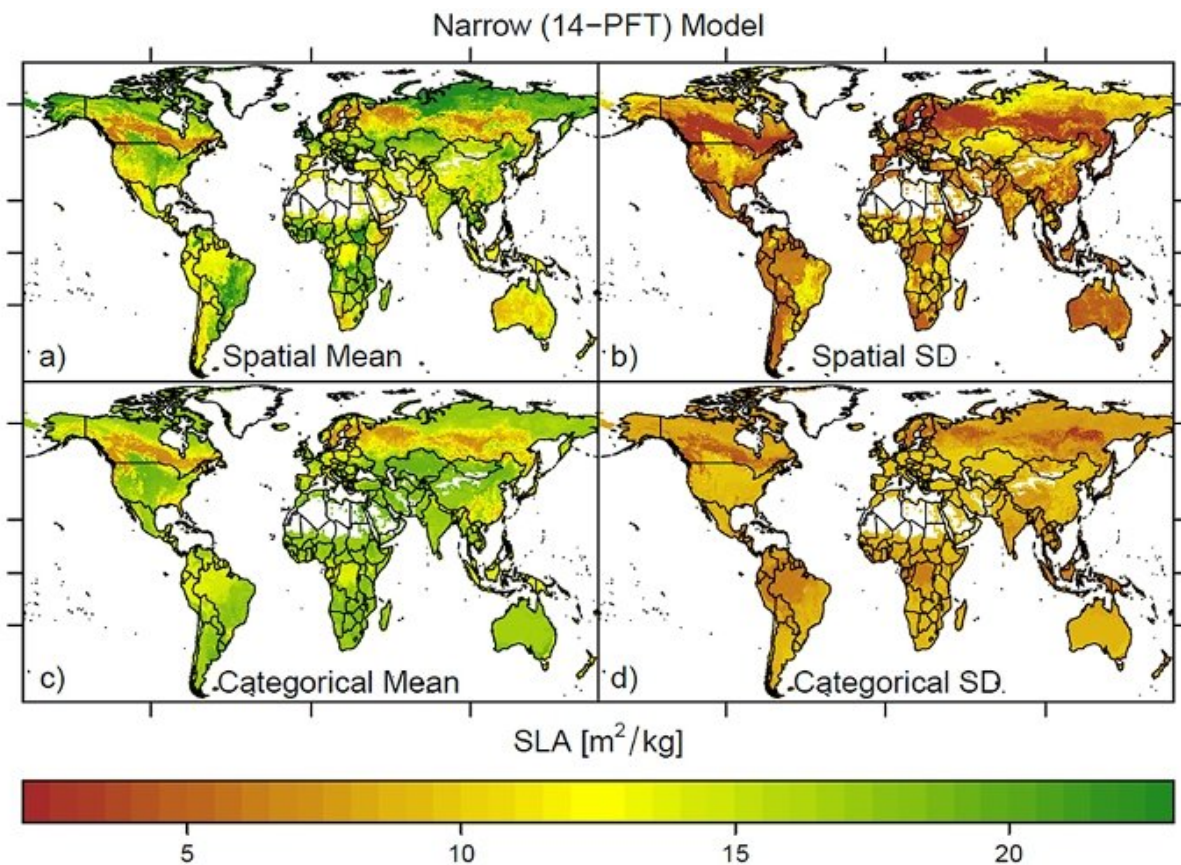 Narrow (14−PFT) Model
a) Spatial Mean
b) Spatial SD
c) Categorical Mean
d) Categorical SD
SLA [m²/kg]
5 10 15 20